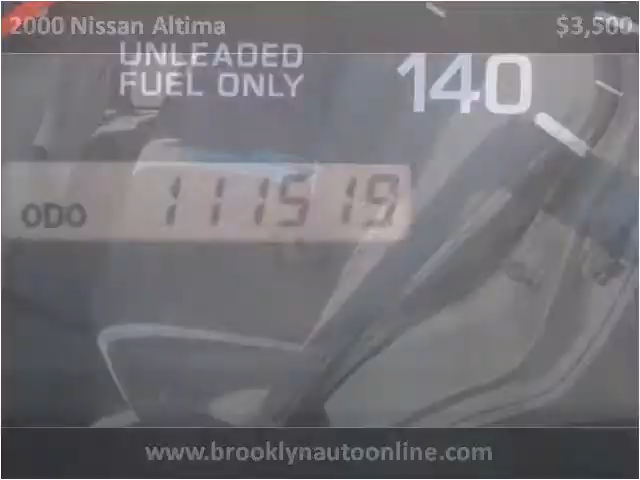 2000 Nissan Altima $3,500
UNLEADED
FUEL ONLY
140
ODO 111519
www.brooklynautoonline.com